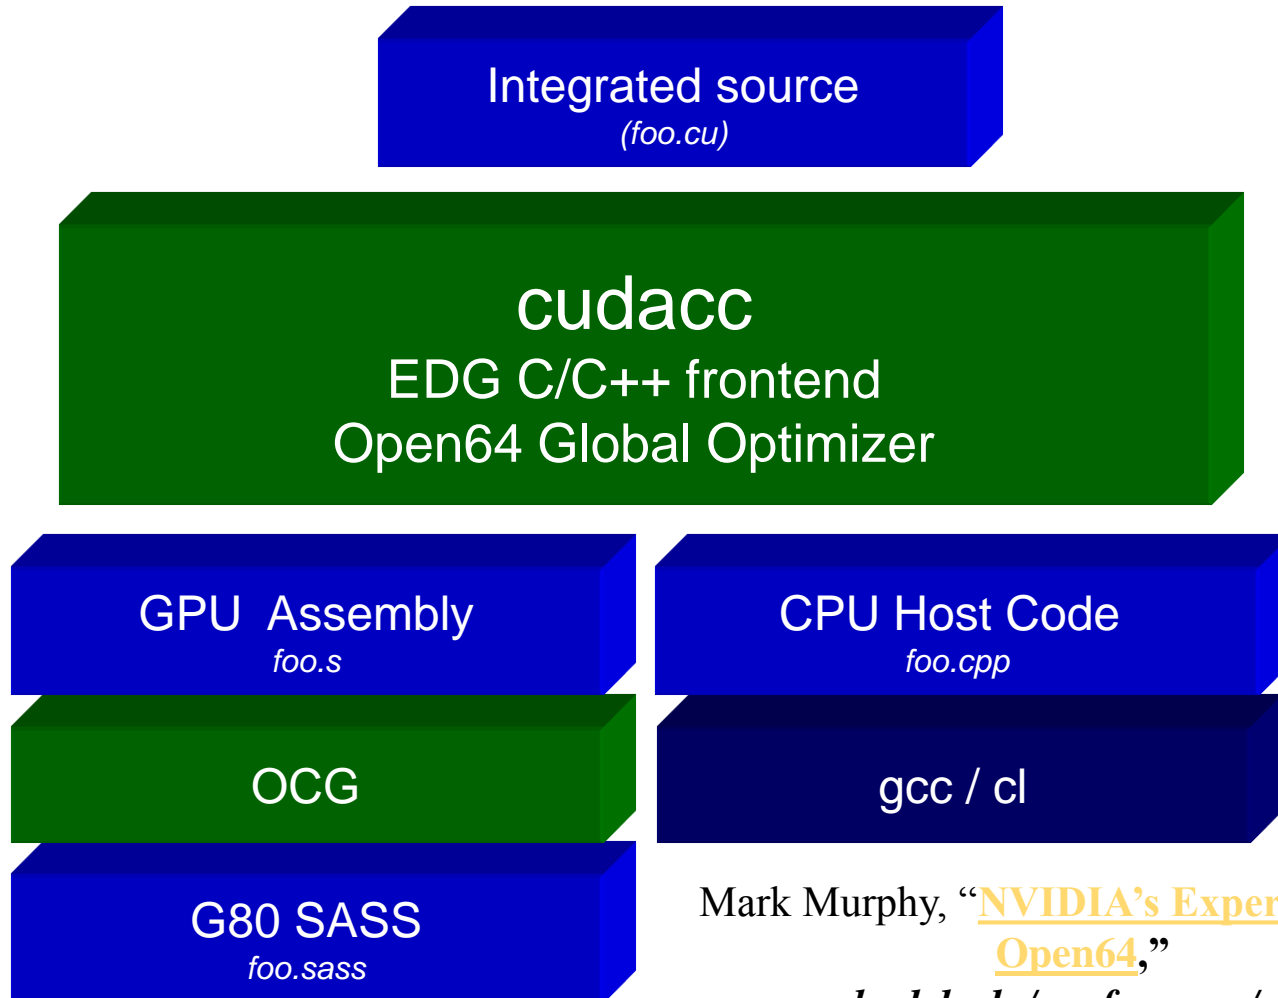 Integrated source
(foo.cu)
cudacc
EDG C/C++ frontend
Open64 Global Optimizer
GPU Assembly
foo.s
CPU Host Code
foo.cpp
OCG
gcc / cl
G80 SASS
foo.sass
Mark Murphy, “NVIDIA’s Exper
Open64,”